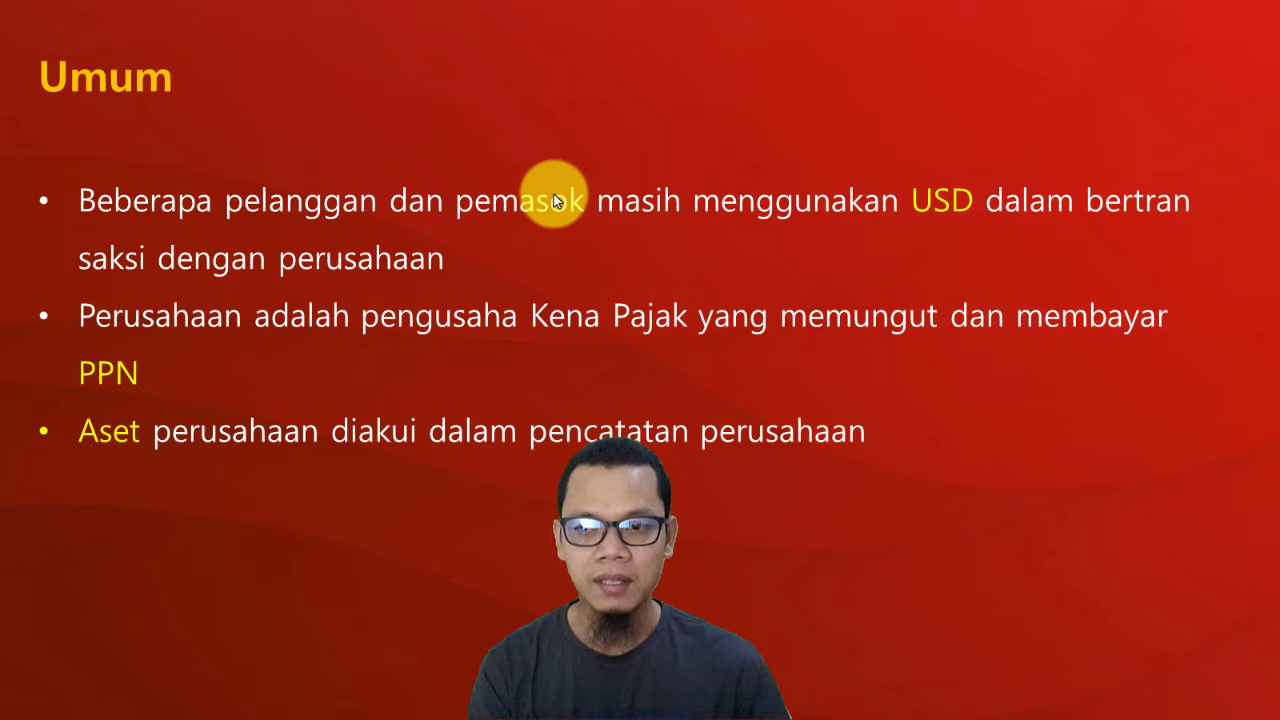 Umum
• Beberapa pelanggan dan pemasok masih menggunakan USD dalam bertran
saksi dengan perusahaan
• Perusahaan adalah pengusaha Kena Pajak yang memungut dan membayar
PPN
• Aset perusahaan diakui dalam pencatatan perusahaan